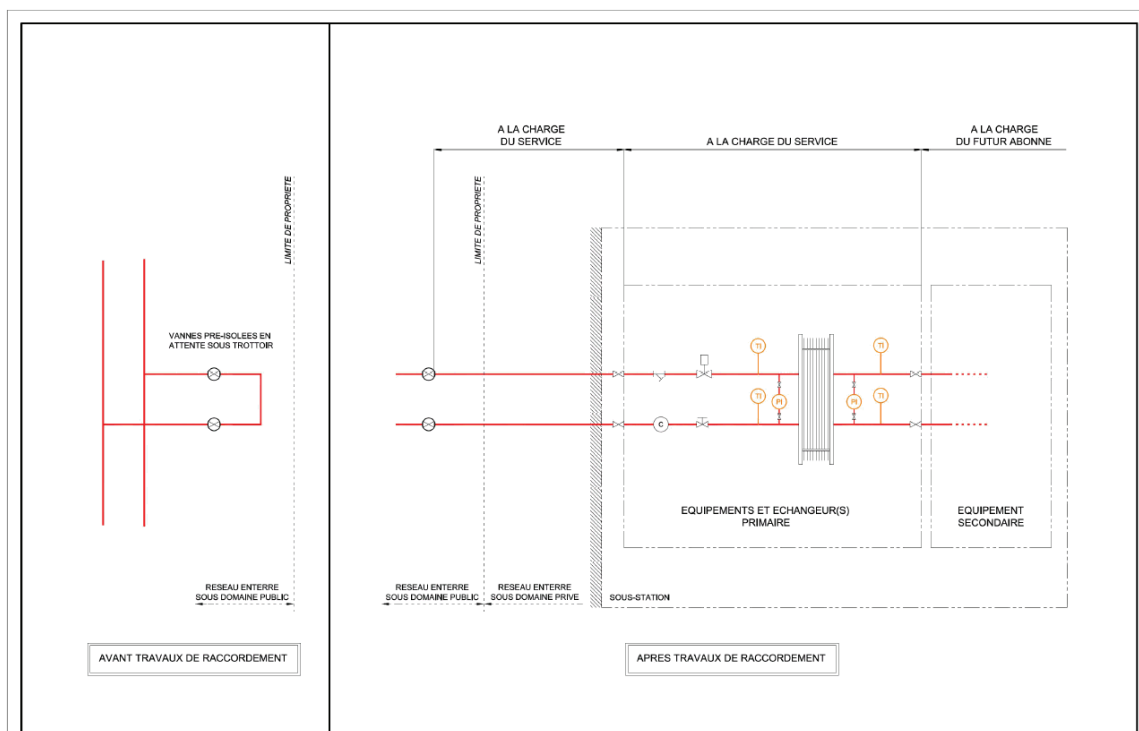 LIMITE DE PROPRIETE
VANNES PRE-ISOLEES EN
ATTENTE SOUS TROTTOIR
RESEAU ENTERRE
SOUS DOMAINE PUBLIC
AVANT TRAVAUX DE RACCORDEMENT
A LA CHARGE
DU SERVICE
A LA CHARGE DU SERVICE
A LA CHARGE
DU FUTUR ABONNE
LIMITE DE PROPRIETE
TI
TI
TI
PI
PI
TI
C
EQUIPEMENTS ET ECHANGEUR(S)
PRIMAIRE
EQUIPEMENT
SECONDAIRE
RESEAU ENTERRE
SOUS DOMAINE PUBLIC
RESEAU ENTERRE
SOUS DOMAINE PRIVE
SOUS-STATION
APRES TRAVAUX DE RACCORDEMENT